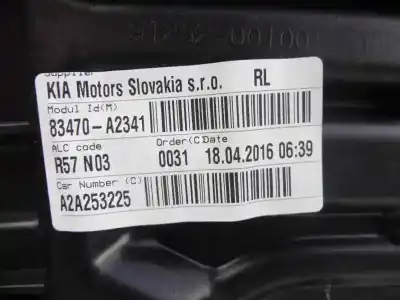 Supplier
KIA Motors Slovakia s.r.o. RL
Modul Id(M)
83470-A2341
ALC code Order(C)Date
R57 N03 0031 18.04.2016 06:39
Car Number (C)
A2A253225